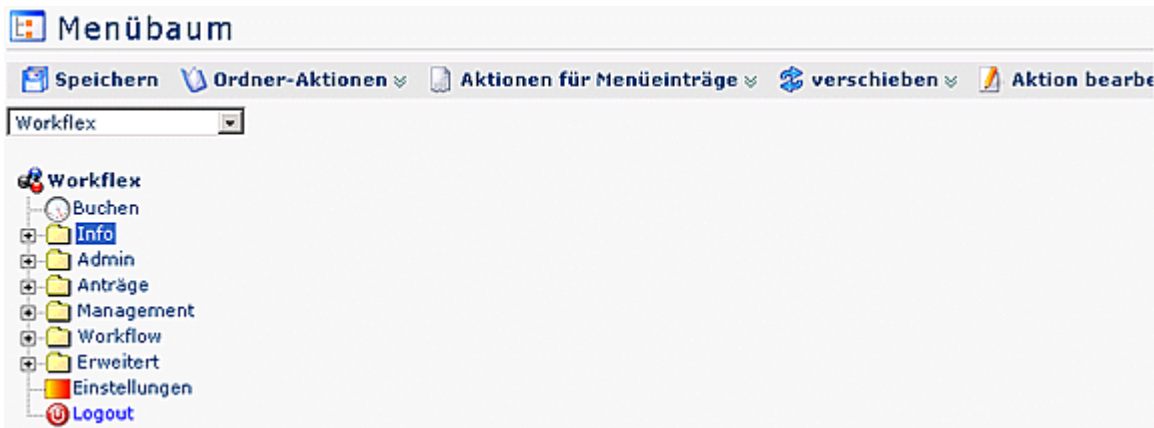 Menübaum
Speichern Ordner-Aktionen Aktionen für Menüeinträge verschieben Aktion bearbe
Workflex
Workflex
Buchen
Info
Admin
Anträge
Management
Workflow
Erweitert
Einstellungen
Logout